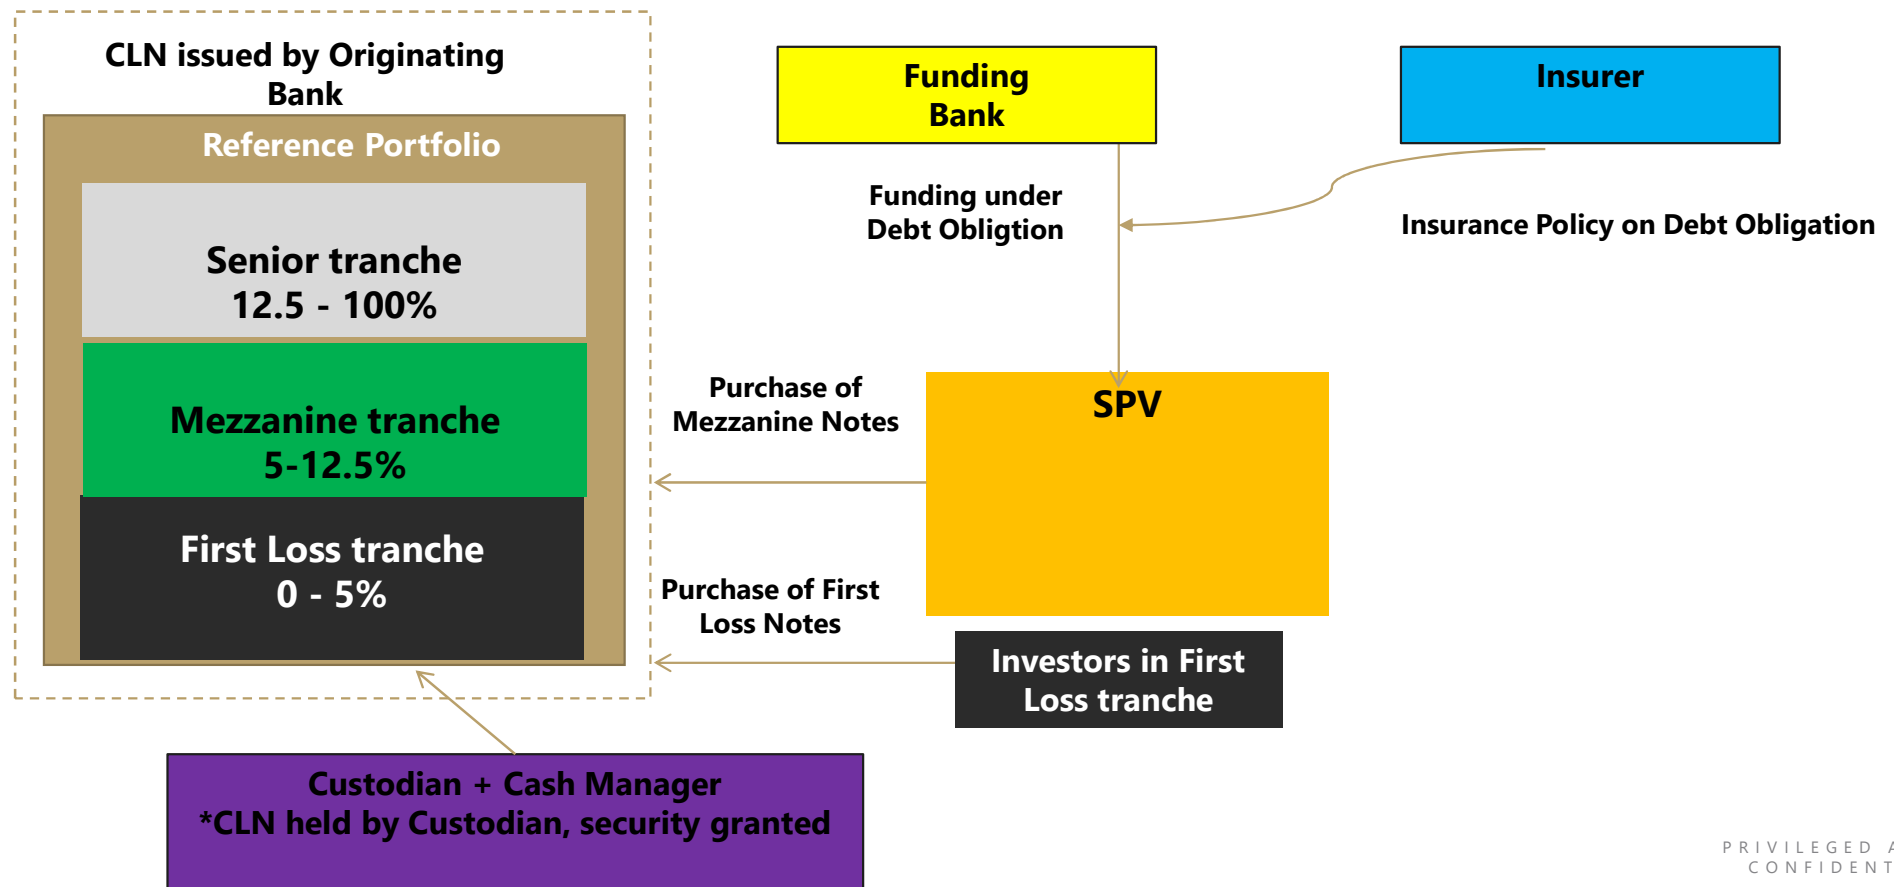 CLN issued by Originating
Bank
Reference Portfolio
Senior tranche
12.5 - 100%
Mezzanine tranche
5-12.5%
First Loss tranche
0 - 5%
Funding
Bank
Insurer
Funding under
Debt Obligtion
Insurance Policy on Debt Obligation
Purchase of
Mezzanine Notes
SPV
Purchase of First
Loss Notes
Investors in First
Loss tranche
Custodian + Cash Manager
*CLN held by Custodian, security granted
PRIVILEGED A
CONFIDENT